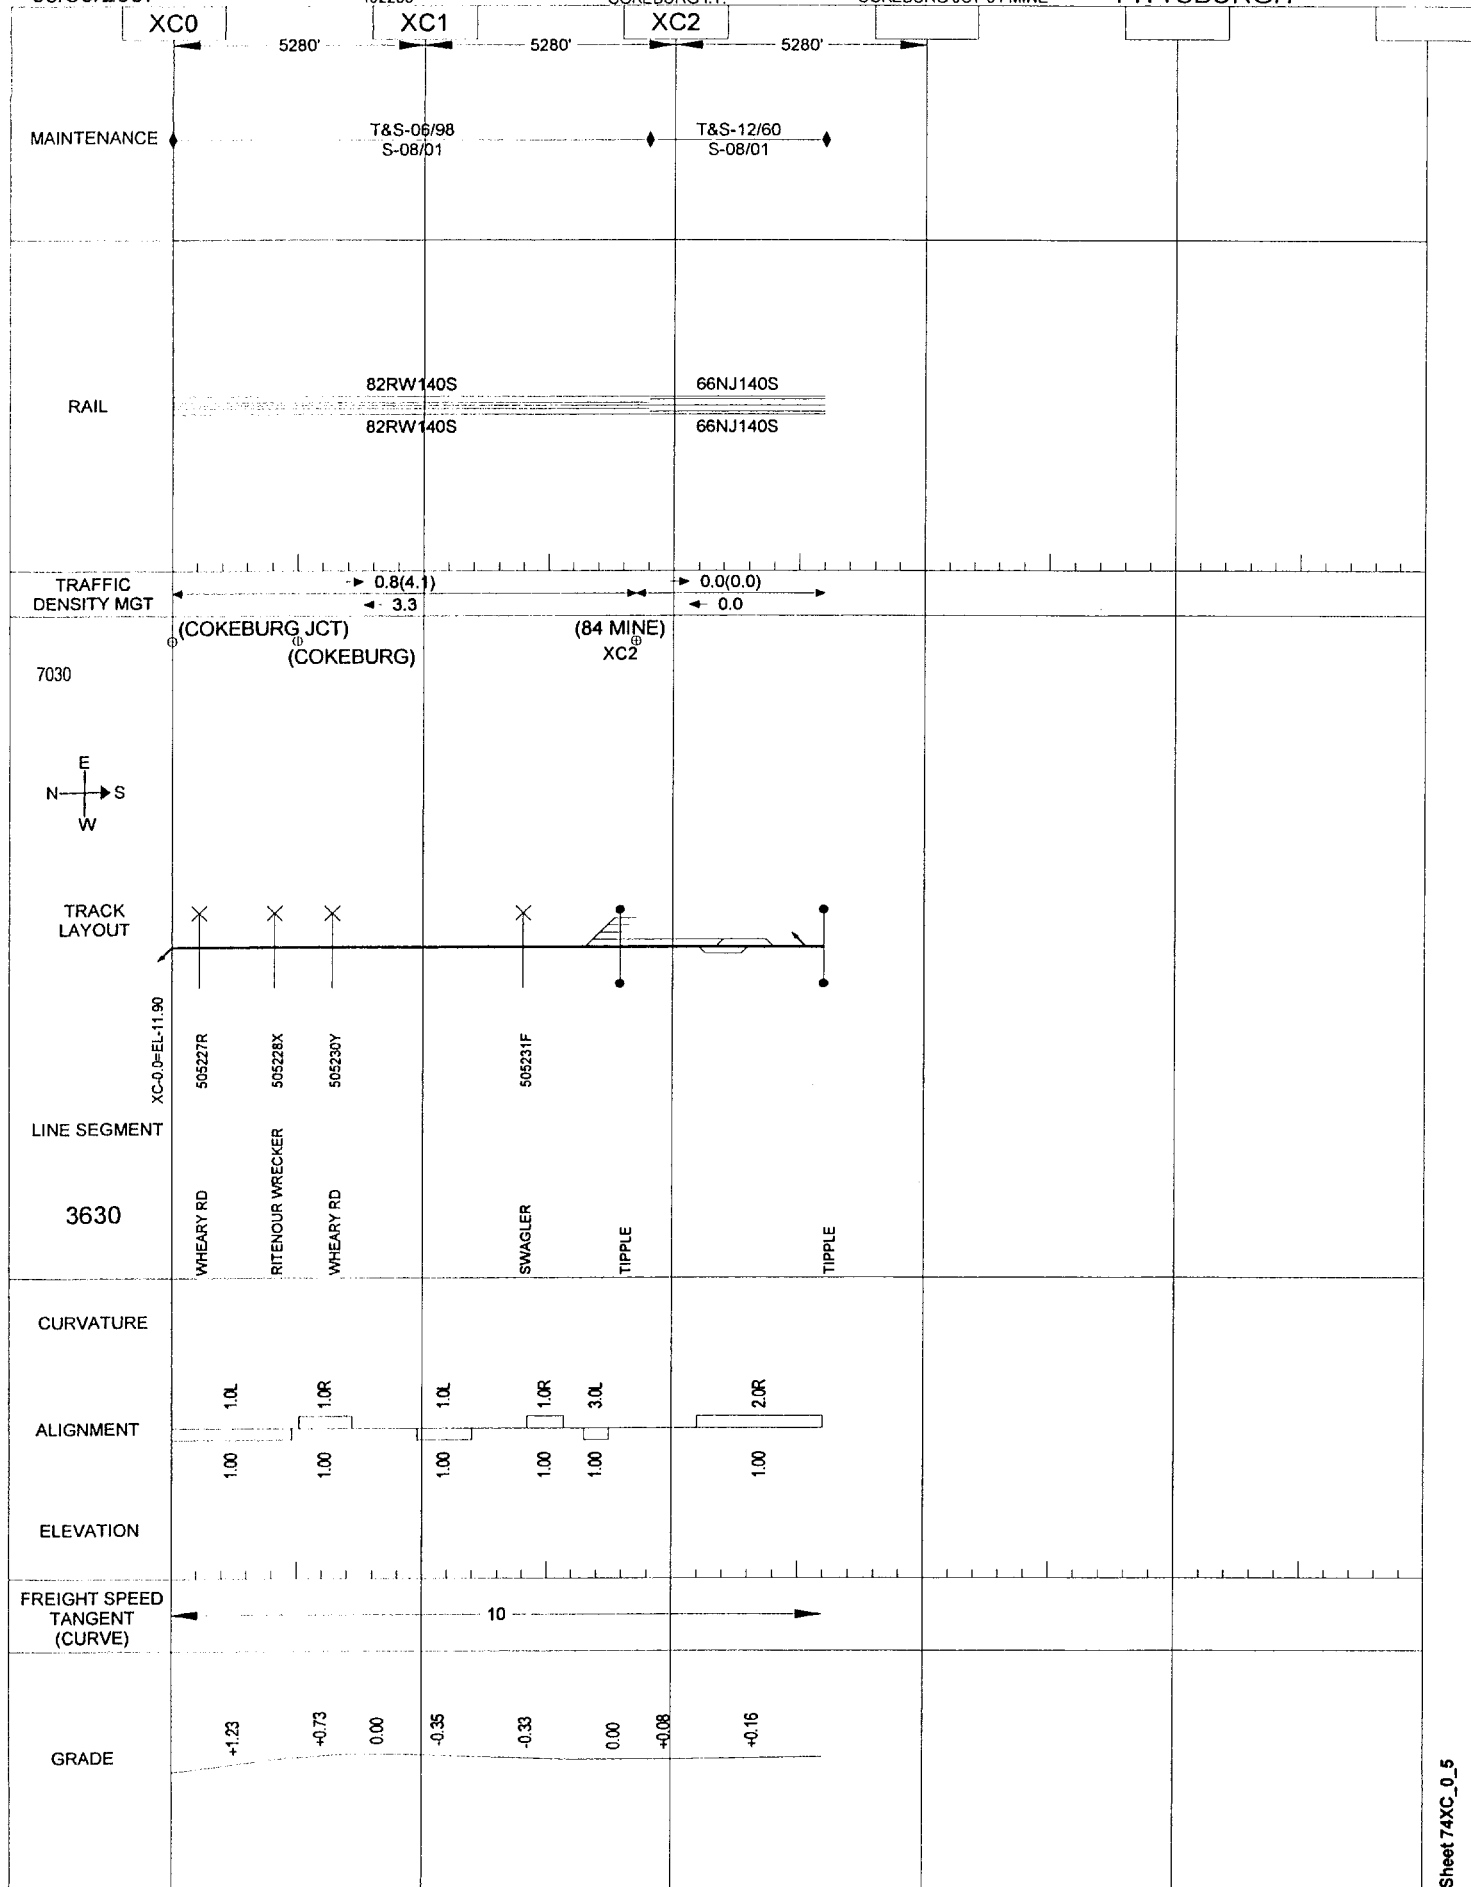 XC0 XC1 XC2
5280' 5280' 5280'
MAINTENANCE
T&S-06/98 T&S-12/60
S-08/01 S-08/01
RAIL
82RW140S 66NJ140S
82RW140S 66NJ140S
TRAFFIC
DENSITY MGT
0.8(4.1) 0.0(0.0)
3.3 0.0
(COKEBURG JCT) (84 MINE)
(COKEBURG) XC2
7030
E
N S
W
TRACK
LAYOUT
XC-0.0=EL-11.90
505227R
505228X
505230Y
505231F
LINE SEGMENT
3630
WHEARY RD
RITENOUR WRECKER
WHEARY RD
SWAGLER
TIPPLE
TIPPLE
CURVATURE
1.0L 1.0R 1.0L 1.0R 3.0L 2.0R
ALIGNMENT
1.00 1.00 1.00 1.00 1.00 1.00
ELEVATION
FREIGHT SPEED
TANGENT
(CURVE)
10
GRADE
+1.23 +0.73 0.00 -0.35 -0.33 0.00 +0.08 +0.16
Sheet 74XC_0_5